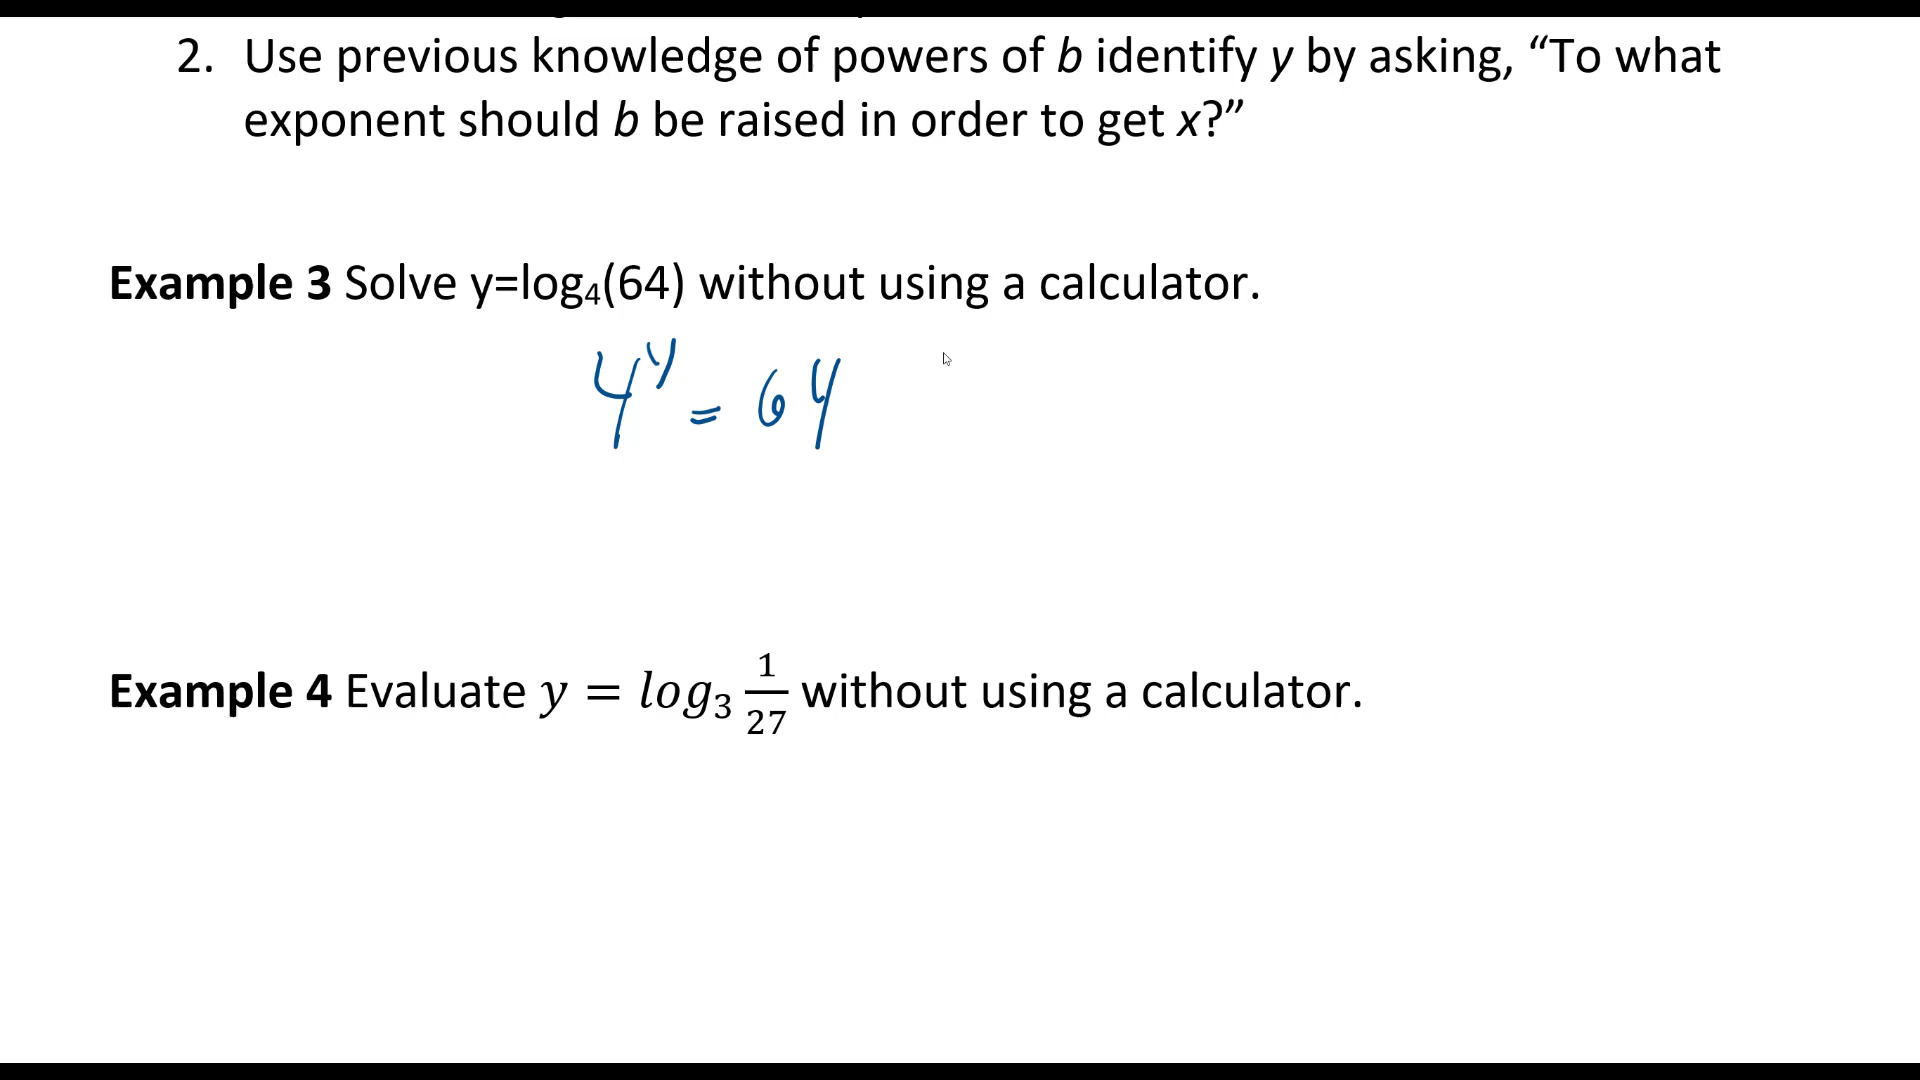 2. Use previous knowledge of powers of b identify y by asking, “To what
exponent should b be raised in order to get x?”
Example 3 Solve y=log₄(64) without using a calculator.
4^y = 64
Example 4 Evaluate y = log₃ 1/27 without using a calculator.